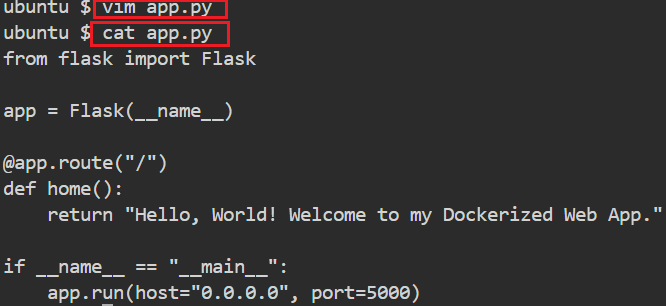 ubuntu $ vim app.py
ubuntu $ cat app.py
from flask import Flask

app = Flask(__name__)

@app.route("/")
def home():
    return "Hello, World! Welcome to my Dockerized Web App."

if __name__ == "__main__":
    app.run(host="0.0.0.0", port=5000)